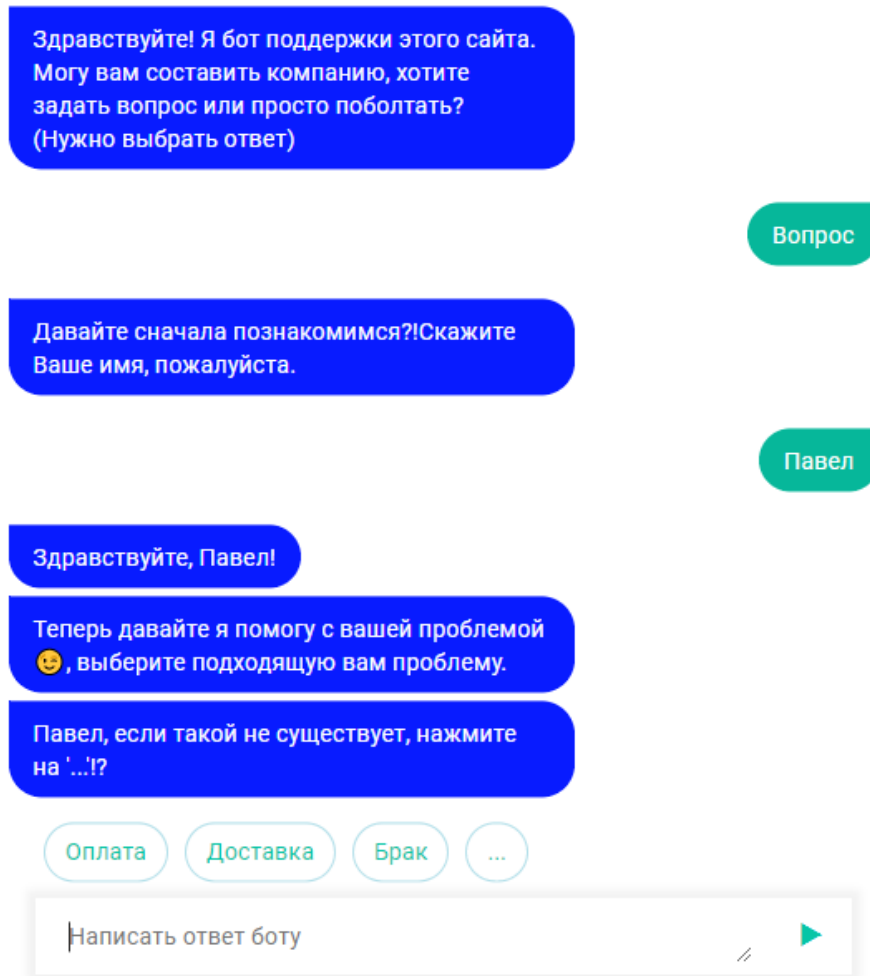 Здравствуйте! Я бот поддержки этого сайта.
Могу вам составить компанию, хотите
задать вопрос или просто поболтать?
(Нужно выбрать ответ)
Вопрос
Давайте сначала познакомимся?!Скажите
Ваше имя, пожалуйста.
Павел
Здравствуйте, Павел!
Теперь давайте я помогу с вашей проблемой
😉, выберите подходящую вам проблему.
Павел, если такой не существует, нажмите
на '...'!?
Оплата Доставка Брак ...
Написать ответ боту